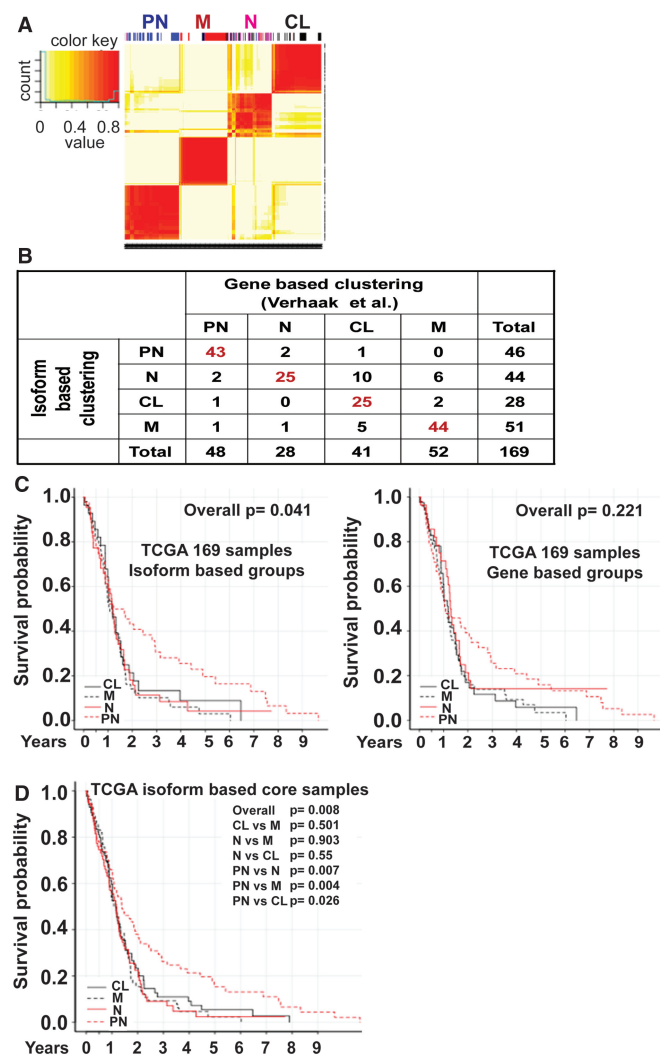 A
PN M N CL
color key
count
0 0.4 0.8
value
B
Gene based clustering
(Verhaak et al.)
PN N CL M Total
Isoform
based
clustering
PN 43 2 1 0 46
N 2 25 10 6 44
CL 1 0 25 2 28
M 1 1 5 44 51
Total 48 28 41 52 169
C
Survival probability
1.0
0.8
0.6
0.4
0.2
0.0
Overall p= 0.041
TCGA 169 samples
Isoform based groups
CL
M
N
PN
Years 0 1 2 3 4 5 6 7 8 9
Survival probability
1.0
0.8
0.6
0.4
0.2
0.0
Overall p= 0.221
TCGA 169 samples
Gene based groups
CL
M
N
PN
Years 0 1 2 3 4 5 6 7 8 9
D
TCGA isoform based core samples
Survival probability
1.0
0.8
0.6
0.4
0.2
0.0
Overall p= 0.008
CL vs M p= 0.501
N vs M p= 0.903
N vs CL p= 0.55
PN vs N p= 0.007
PN vs M p= 0.004
PN vs CL p= 0.026
CL
M
N
PN
Years 0 1 2 3 4 5 6 7 8 9